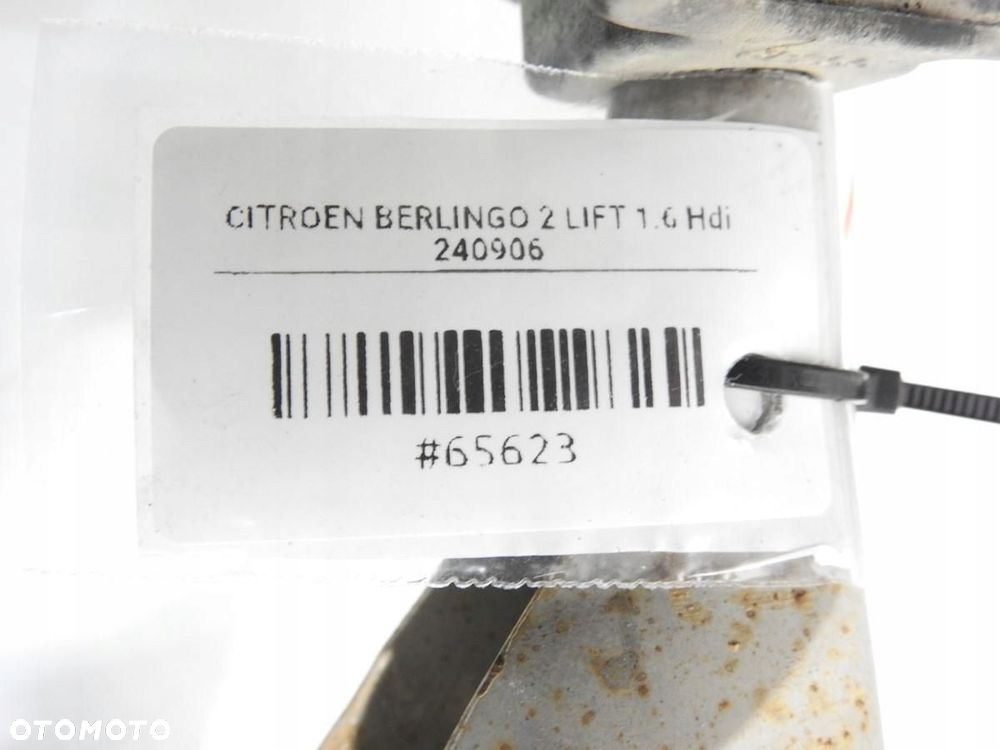 CITROEN BERLINGO 2 LIFT 1.6 Hdi
240906
#65623
OTOMOTO